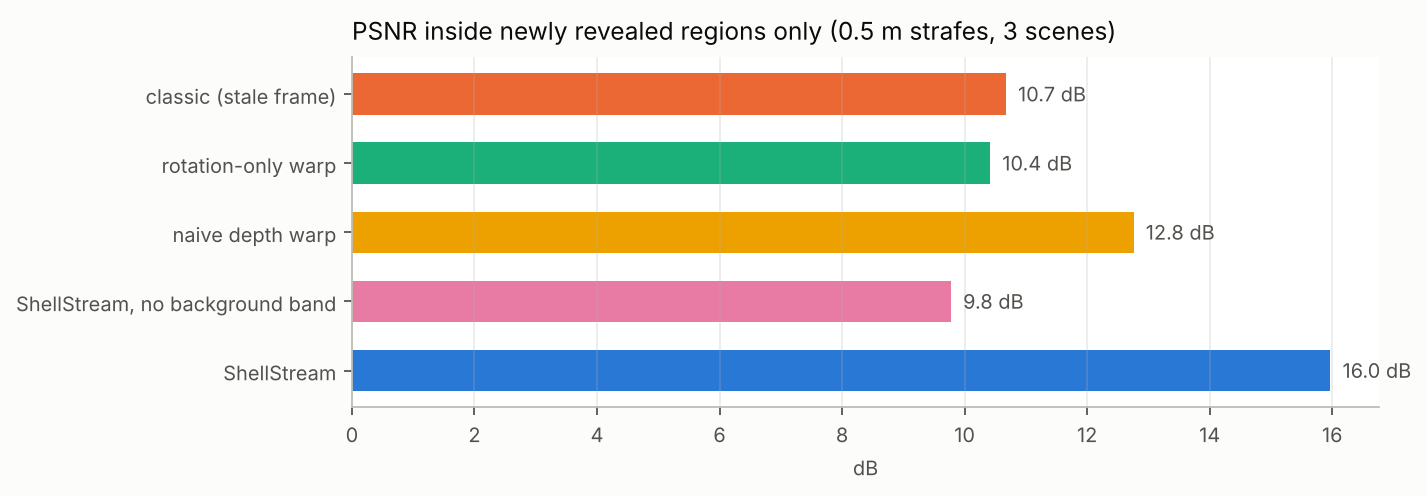 PSNR inside newly revealed regions only (0.5 m strafes, 3 scenes)
classic (stale frame) 10.7 dB
rotation-only warp 10.4 dB
naive depth warp 12.8 dB
ShellStream, no background band 9.8 dB
ShellStream 16.0 dB
0 2 4 6 8 10 12 14 16
dB